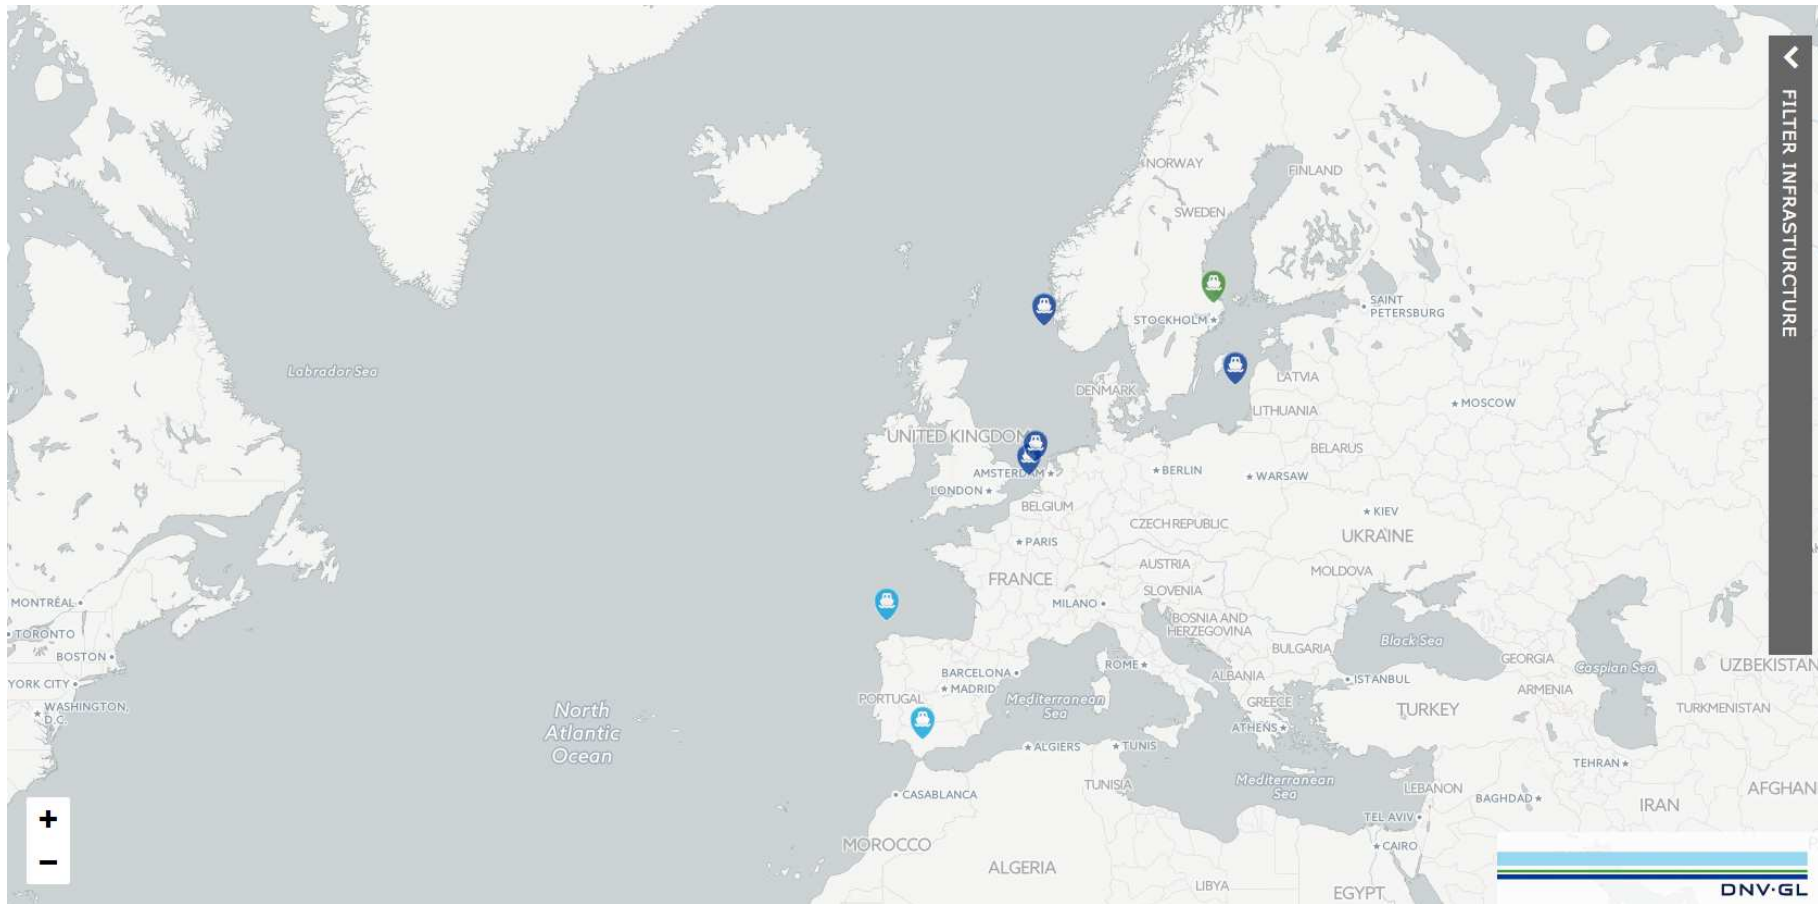 FILTER INFRASTURCTURE
NORWAY
FINLAND
SWEDEN
SAINT
PETERSBURG
STOCKHOLM
Labrador Sea
LATVIA
DENMARK
MOSCOW
LITHUANIA
UNITED KINGDOM
BELARUS
AMSTERDAM
BERLIN
WARSAW
LONDON
BELGIUM
KIEV
CZECH REPUBLIC
UKRAINE
PARIS
AUSTRIA
MOLDOVA
FRANCE
SLOVENIA
MONTRÉAL
MILANO
BOSNIA AND
HERZEGOVINA
TORONTO
Black Sea
BULGARIA
BOSTON
GEORGIA
Caspian Sea
UZBEKISTAN
ROME
BARCELONA
ALBANIA
ISTANBUL
YORK CITY
MADRID
ARMENIA
PORTUGAL
Mediterranean
Sea
GREECE
TURKEY
TURKMENISTAN
WASHINGTON,
D.C.
North
Atlantic
Ocean
ATHENS
ALGIERS
TUNIS
TEHRAN
Mediterranean
Sea
TUNISIA
LEBANON
AFGHAN
CASABLANCA
BAGHDAD
IRAN
+
TEL AVIV
MOROCCO
CAIRO
−
ALGERIA
LIBYA
EGYPT
DNV·GL